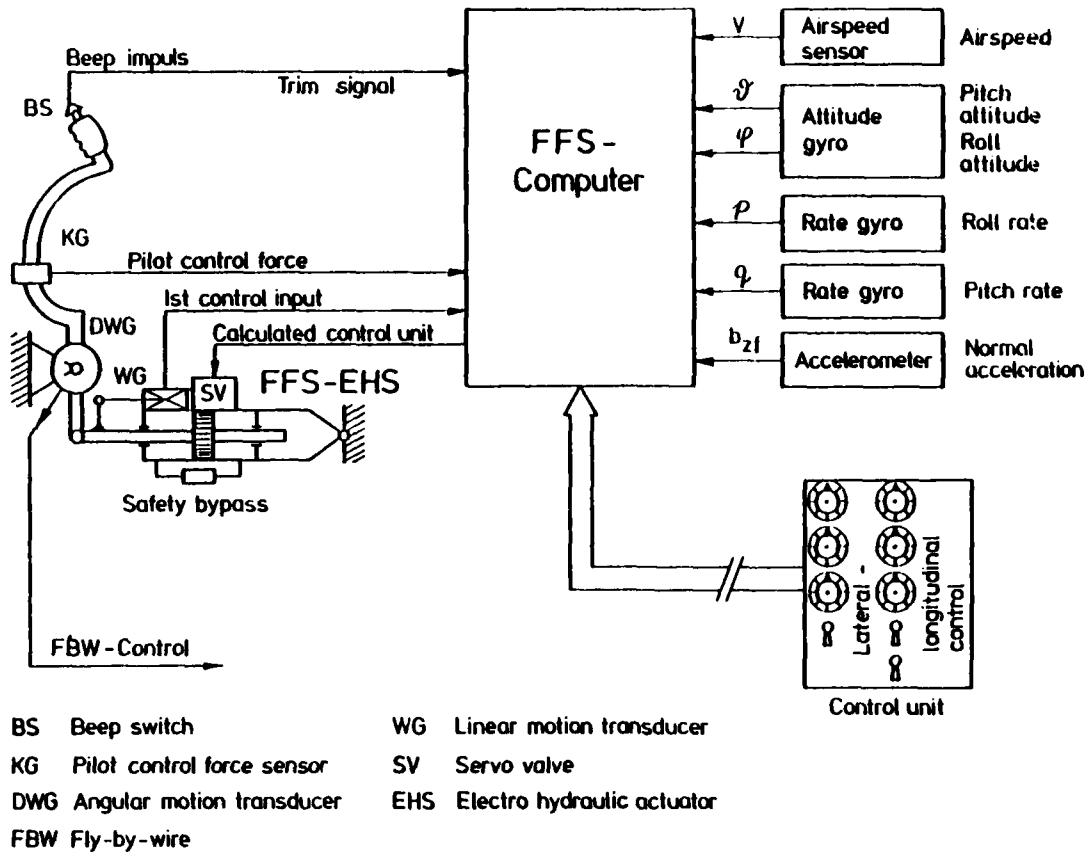 Beep impuls
Trim signal
BS
KG
Pilot control force
Ist control input
DWG
Calculated control unit
α
WG
SV
FFS-EHS
Safety bypass
FBW-Control
FFS-
Computer
V
Airspeed
sensor
Airspeed
ϑ
φ
Attitude
gyro
Pitch
attitude
Roll
attitude
p
Rate gyro
Roll rate
q
Rate gyro
Pitch rate
bzf
Accelerometer
Normal
acceleration
Lateral -
longitudinal
control
Control unit
BS Beep switch
WG Linear motion transducer
KG Pilot control force sensor
SV Servo valve
DWG Angular motion transducer
EHS Electro hydraulic actuator
FBW Fly-by-wire